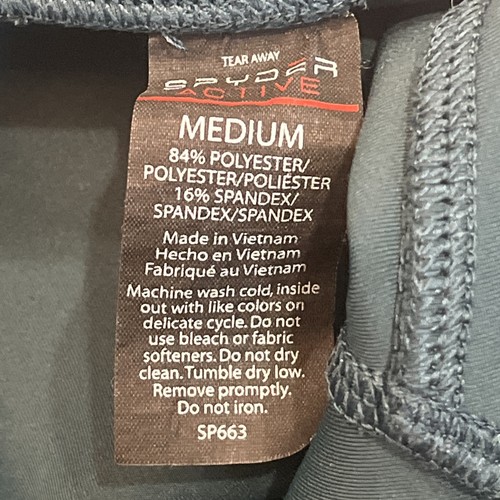 TEAR AWAY
SPYDER
ACTIVE
MEDIUM
84% POLYESTER/
POLYESTER/POLIÉSTER
16% SPANDEX/
SPANDEX/SPANDEX
Made in Vietnam
Hecho en Vietnam
Fabriqué au Vietnam
Machine wash cold, inside
out with like colors on
delicate cycle. Do not
use bleach or fabric
softeners. Do not dry
clean. Tumble dry low.
Remove promptly.
Do not iron.
SP663